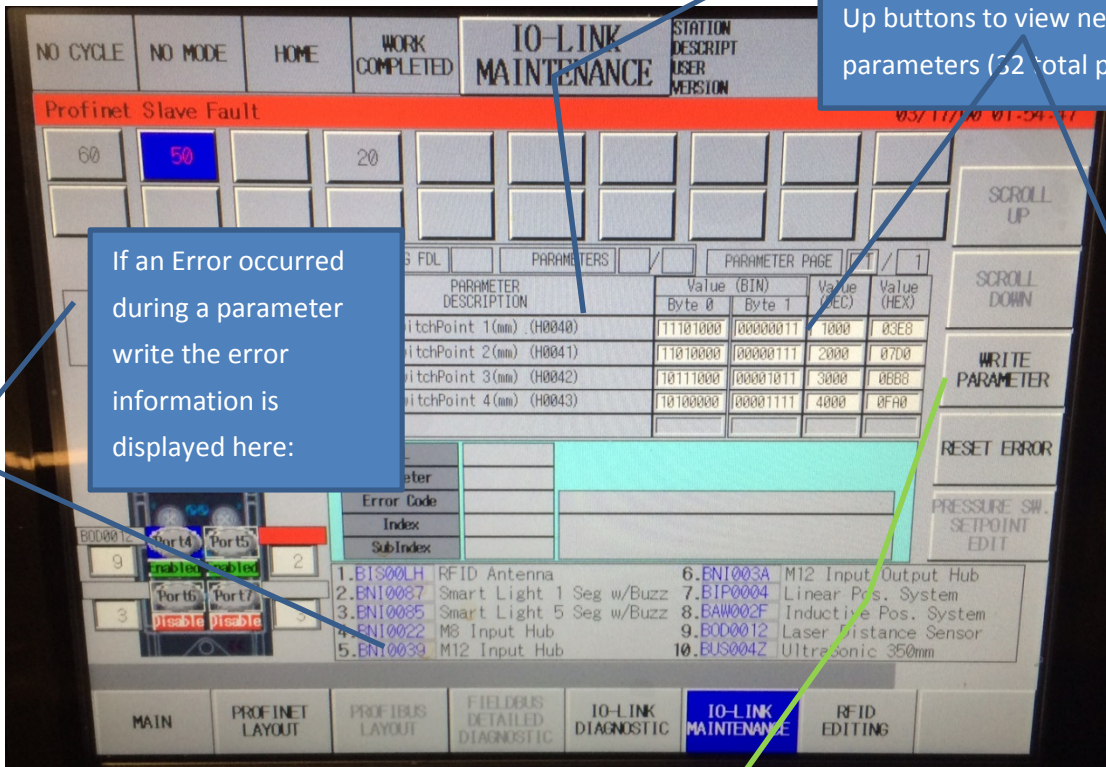 Up buttons to view ne
parameters (32 total p
NO CYCLE
NO MODE
HOME
WORK
COMPLETED
IO-LINK
MAINTENANCE
STATION
DESCRIPT
USER
VERSION
Profinet Slave Fault
60
50
20
SCROLL
UP
If an Error occurred
during a parameter
write the error
information is
displayed here:
FDL
PARAMETERS
/
PARAMETER PAGE
/ 1
SCROLL
DOWN
PARAMETER
DESCRIPTION
Value (BIN)
Byte 0
Byte 1
Value
(DEC)
Value
(HEX)
itchPoint 1(mm) (H0040)
11101000 00000011 1000 03E8
itchPoint 2(mm) (H0041)
11010000 00000111 2000 07D0
itchPoint 3(mm) (H0042)
10111000 00001011 3000 0BB8
itchPoint 4(mm) (H0043)
10100000 00001111 4000 0FA0
WRITE
PARAMETER
RESET ERROR
PRESSURE SW.
SETPOINT
EDIT
eter
Error Code
Index
SubIndex
BOD0012
Port4
Port5
9
Enabled
Enabled
2
Port6
Port7
3
Disable
Disable
1.BIS00LH RFID Antenna
2.BNI0087 Smart Light 1 Seg w/Buzz
3.BNI0085 Smart Light 5 Seg w/Buzz
4.BNI0022 M8 Input Hub
5.BNI0039 M12 Input Hub
6.BNI003A M12 Input Output Hub
7.BIP0004 Linear Pos. System
8.BAW002F Inductive Pos. System
9.BOD0012 Laser Distance Sensor
10.BUS004Z UltraSonic 350mm
MAIN
PROFINET
LAYOUT
PROFIBUS
LAYOUT
FIELDBUS
DETAILED
DIAGNOSTIC
IO-LINK
DIAGNOSTIC
IO-LINK
MAINTENANCE
RFID
EDITING